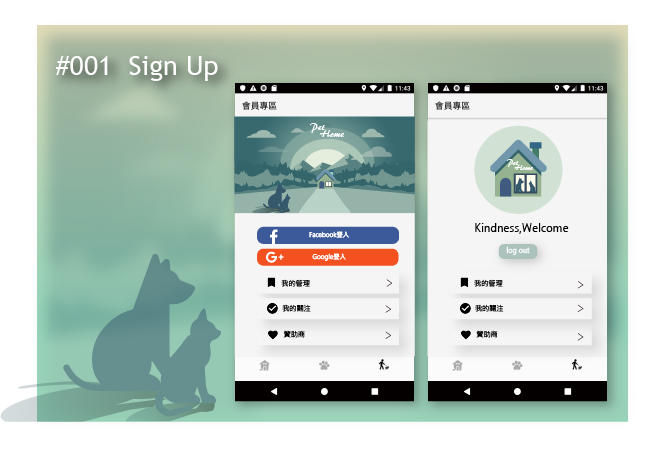 #001 Sign Up
11:43
會員專區
Pet
Home
Facebook登入
Google登入
我的管理
我的關注
贊助商
11:43
會員專區
Pet
Home
Kindness,Welcome
log out
我的管理
我的關注
贊助商